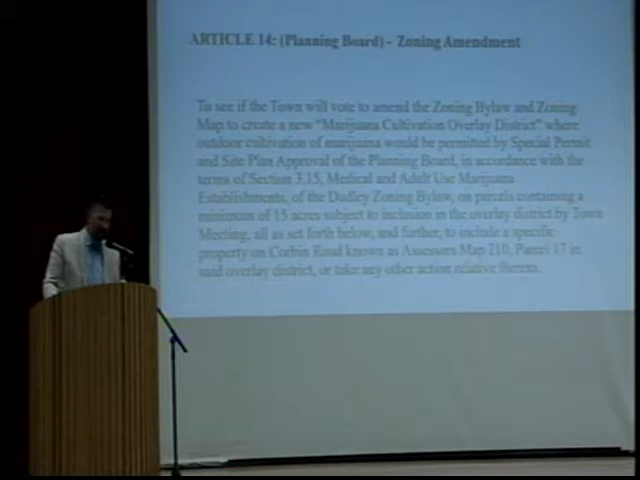 ARTICLE 14: (Planning Board) - Zoning Amendment
To see if the Town will vote to amend the Zoning Bylaw and Zoning
Map to create a new "Marijuana Cultivation Overlay District" where
outdoor cultivation of marijuana would be permitted by Special Permit
and Site Plan Approval of the Planning Board, in accordance with the
terms of Section 3.15, Medical and Adult Use Marijuana
Establishments, of the Dudley Zoning Bylaw, on parcels containing a
minimum of 15 acres subject to inclusion in the overlay district by Town
Meeting, all as set forth below, and further, to include a specific
property on Corbin Road known as Assessors Map 210, Parcel 17 in
said overlay district, or take any other action relative thereto.